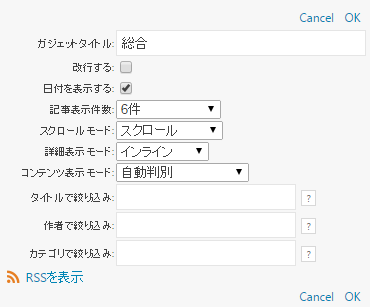 Cancel OK
ガジェットタイトル: 総合
改行する:
日付を表示する:
記事表示件数: 6件
スクロールモード: スクロール
詳細表示モード: インライン
コンテンツ表示モード: 自動判別
タイトルで絞り込み: ?
作者で絞り込み: ?
カテゴリで絞り込み: ?
RSSを表示
Cancel OK